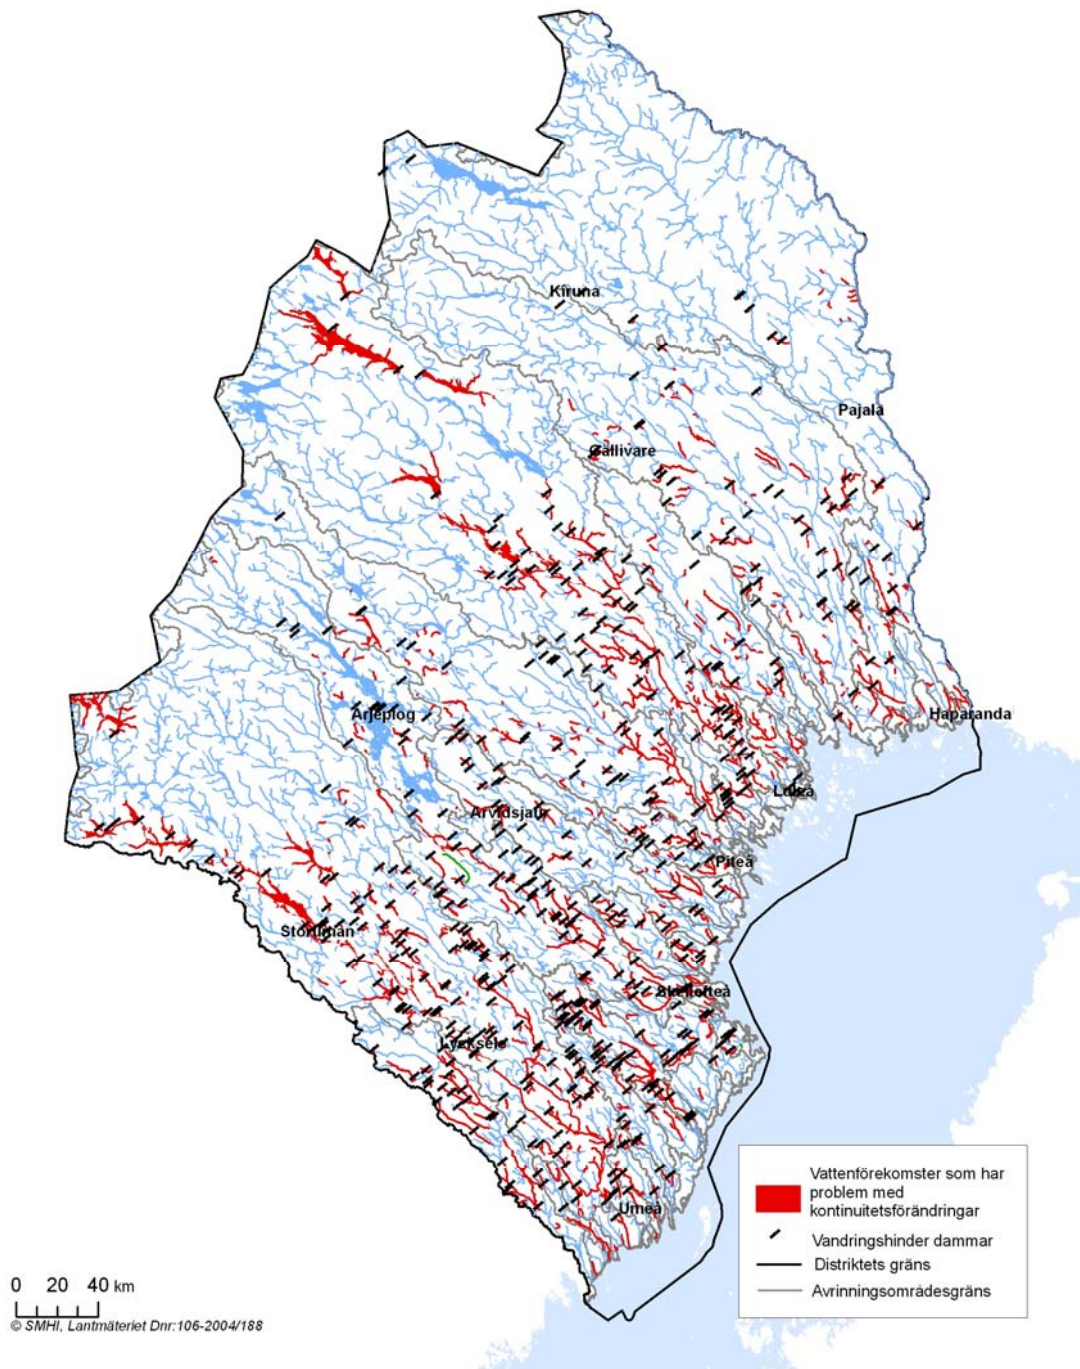 Kiruna
Pajala
Gällivare
Haparanda
Arjeplog
Luleå
Arvidsjaur
Piteå
Storuman
Skellefteå
Lycksele
Umeå
Vattenförekomster som har
problem med
kontinuitetsförändringar
Vandringshinder dammar
Distriktets gräns
Avrinningsområdesgräns
0 20 40 km
© SMHI, Lantmäteriet Dnr:106-2004/188